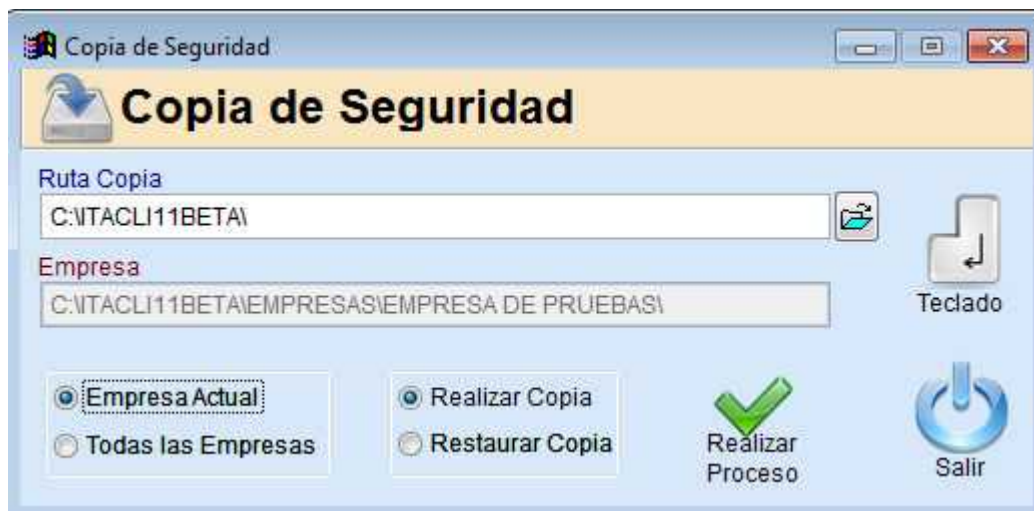 Copia de Seguridad
Copia de Seguridad
Ruta Copia
C:\ITACLI11BETA\
Empresa
C:\ITACLI11BETA\EMPRESAS\EMPRESA DE PRUEBAS\
Teclado
Empresa Actual
Todas las Empresas
Realizar Copia
Restaurar Copia
Realizar
Proceso
Salir